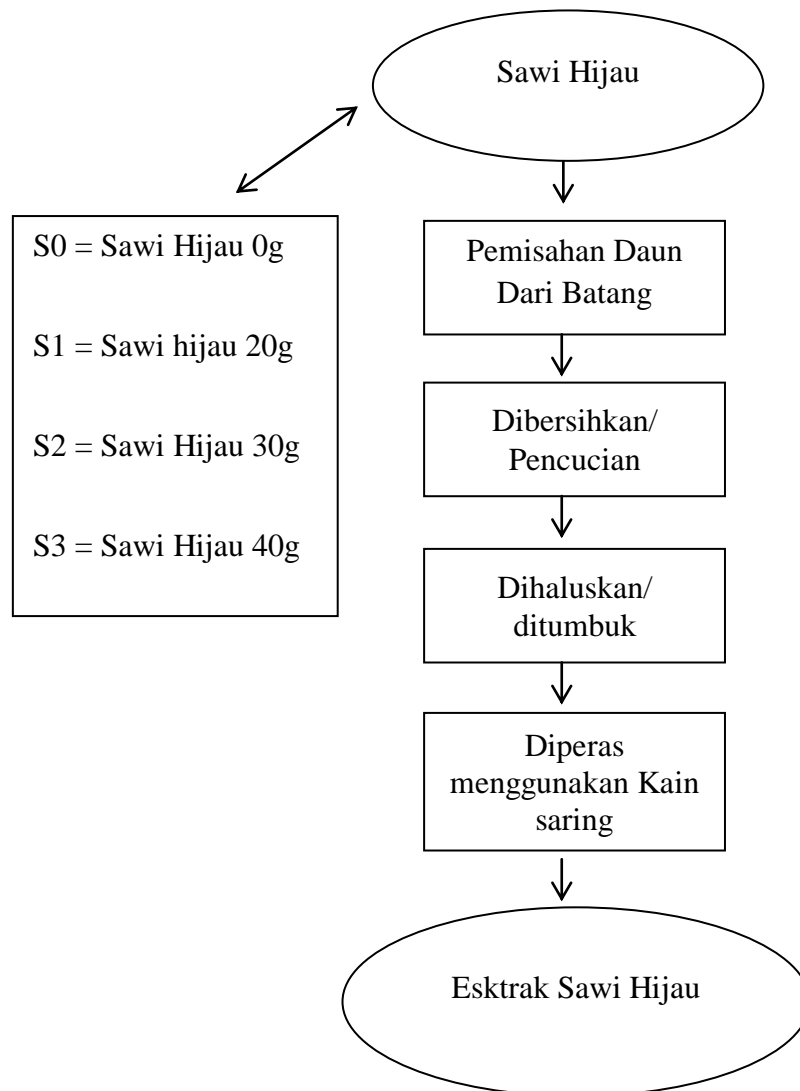 Sawi Hijau
S0 = Sawi Hijau 0g
S1 = Sawi hijau 20g
S2 = Sawi Hijau 30g
S3 = Sawi Hijau 40g
Pemisahan Daun
Dari Batang
Dibersihkan/
Pencucian
Dihaluskan/
ditumbuk
Diperas
menggunakan Kain
saring
Esktrak Sawi Hijau